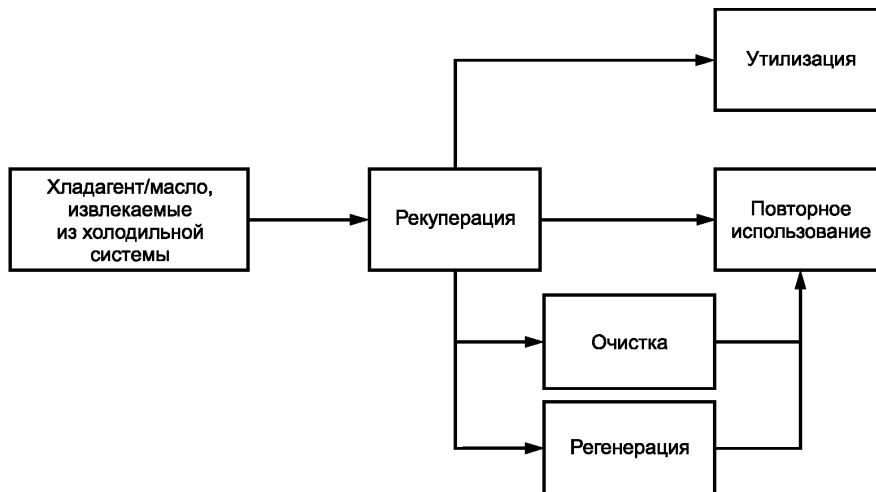 Утилизация
Хладагент/масло,
извлекаемые
из холодильной
системы
Рекуперация
Повторное
использование
Очистка
Регенерация